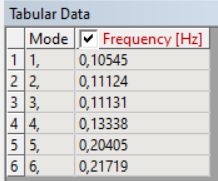 Tabular Data
Mode Frequency [Hz]
1 1, 0,10545
2 2, 0,11124
3 3, 0,11131
4 4, 0,13338
5 5, 0,20405
6 6, 0,21719